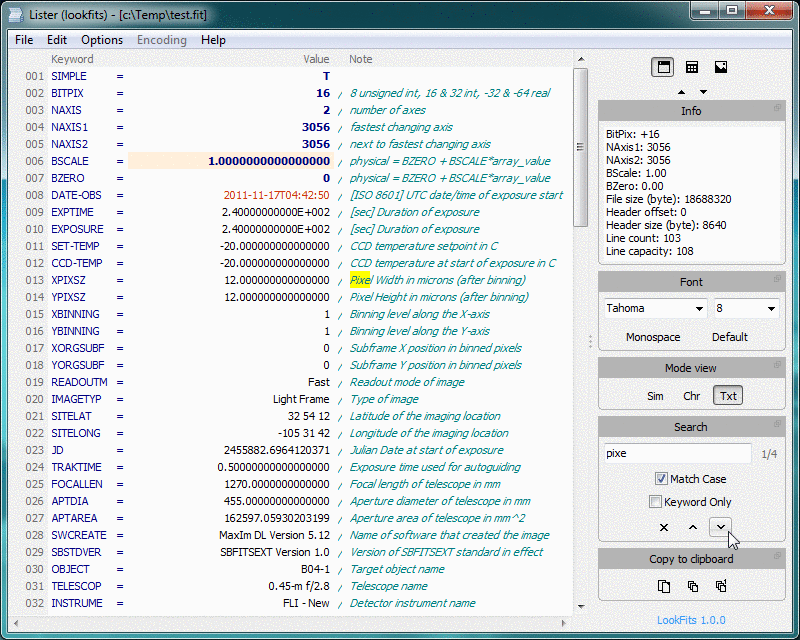 Lister (lookfits) - [c:\Temp\test.fit]
File Edit Options Encoding Help
Keyword Value Note
001 SIMPLE = T
002 BITPIX = 16 / 8 unsigned int, 16 & 32 int, -32 & -64 real
003 NAXIS = 2 / number of axes
004 NAXIS1 = 3056 / fastest changing axis
005 NAXIS2 = 3056 / next to fastest changing axis
006 BSCALE = 1.0000000000000000 / physical = BZERO + BSCALE*array_value
007 BZERO = 0 / physical = BZERO + BSCALE*array_value
008 DATE-OBS = 2011-11-17T04:42:50 / [ISO 8601] UTC date/time of exposure start
009 EXPTIME = 2.40000000000E+002 / [sec] Duration of exposure
010 EXPOSURE = 2.40000000000E+002 / [sec] Duration of exposure
011 SET-TEMP = -20.000000000000000 / CCD temperature setpoint in C
012 CCD-TEMP = -20.000000000000000 / CCD temperature at start of exposure in C
013 XPIXSZ = 12.000000000000000 / Pixel Width in microns (after binning)
014 YPIXSZ = 12.000000000000000 / Pixel Height in microns (after binning)
015 XBINNING = 1 / Binning level along the X-axis
016 YBINNING = 1 / Binning level along the Y-axis
017 XORGSUBF = 0 / Subframe X position in binned pixels
018 YORGSUBF = 0 / Subframe Y position in binned pixels
019 READOUTM = Fast / Readout mode of image
020 IMAGETYP = Light Frame / Type of image
021 SITELAT = 32 54 12 / Latitude of the imaging location
022 SITELONG = -105 31 42 / Longitude of the imaging location
023 JD = 2455882.6964120371 / Julian Date at start of exposure
024 TRAKTIME = 0.50000000000000000 / Exposure time used for autoguiding
025 FOCALLEN = 1270.0000000000000 / Focal length of telescope in mm
026 APTDIA = 455.00000000000000 / Aperture diameter of telescope in mm
027 APTAREA = 162597.05930203199 / Aperture area of telescope in mm^2
028 SWCREATE = MaxIm DL Version 5.12 / Name of software that created the image
029 SBSTDVER = SBFITSEXT Version 1.0 / Version of SBFITSEXT standard in effect
030 OBJECT = B04-1 / Target object name
031 TELESCOP = 0.45-m f/2.8 / Telescope name
032 INSTRUME = FLI - New / Detector instrument name
Info
BitPix: +16
NAxis1: 3056
NAxis2: 3056
BScale: 1.00
BZero: 0.00
File size (byte): 18688320
Header offset: 0
Header size (byte): 8640
Line count: 103
Line capacity: 108
Font
Tahoma 8
Monospace Default
Mode view
Sim Chr Txt
Search
pixe 1/4
Match Case
Keyword Only
Copy to clipboard
LookFits 1.0.0